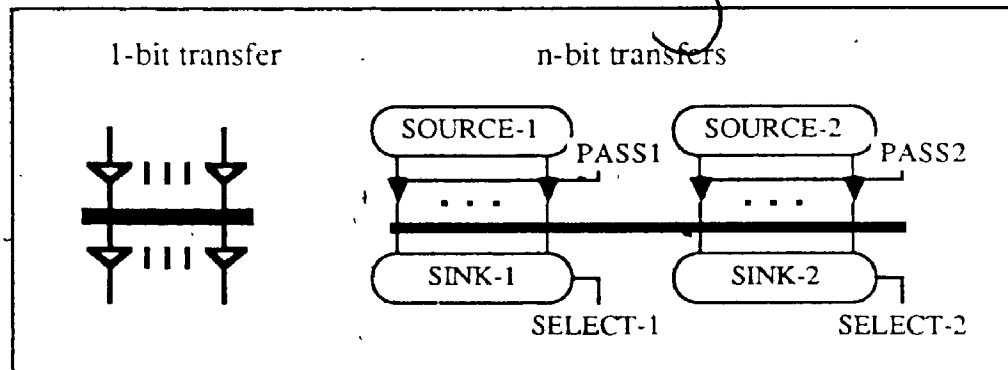 1-bit transfer
n-bit transfers
SOURCE-1
SOURCE-2
PASS1
PASS2
SINK-1
SINK-2
SELECT-1
SELECT-2